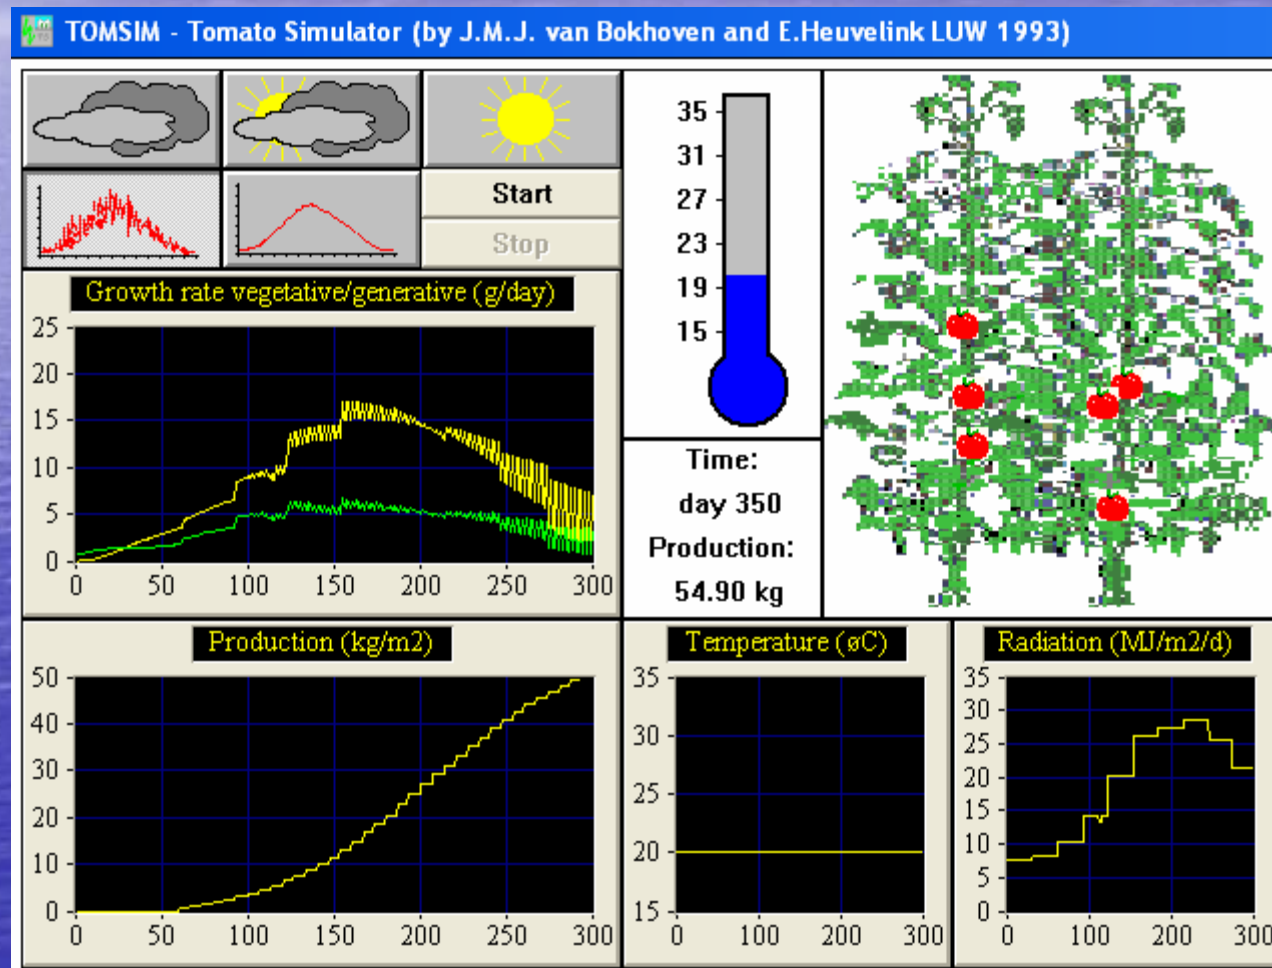 TOMSIM - Tomato Simulator (by J.M.J. van Bokhoven and E.Heuvelink LUW 1993)
Start
Stop
35
31
27
23
19
15
Growth rate vegetative/generative (g/day)
25
20
15
10
5
0
0 50 100 150 200 250 300
Time:
day 350
Production:
54.90 kg
Production (kg/m2)
50
40
30
20
10
0
0 50 100 150 200 250 300
Temperature (øC)
35
30
25
20
15
0 100 200 300
Radiation (MJ/m2/d)
35
30
25
20
15
10
5
0
0 100 200 300